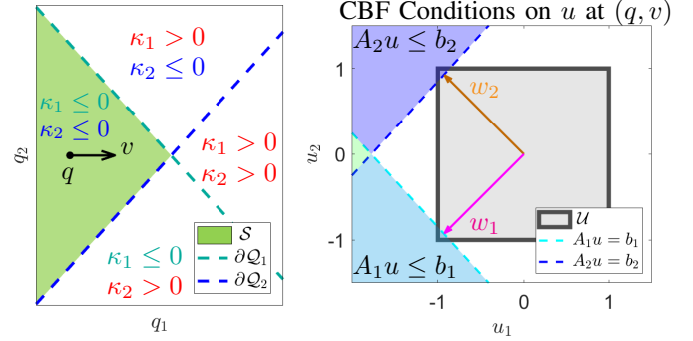 CBF Conditions on u at (q, v)
κ₁ > 0
κ₂ ≤ 0
κ₁ ≤ 0
κ₂ ≤ 0
q
v
κ₁ > 0
κ₂ > 0
κ₁ ≤ 0
κ₂ > 0
S
∂Q₁
∂Q₂
q₂
q₁
A₂u ≤ b₂
w₂
w₁
A₁u ≤ b₁
U
A₁u = b₁
A₂u = b₂
1
0
-1
-1
0
1
u₂
u₁